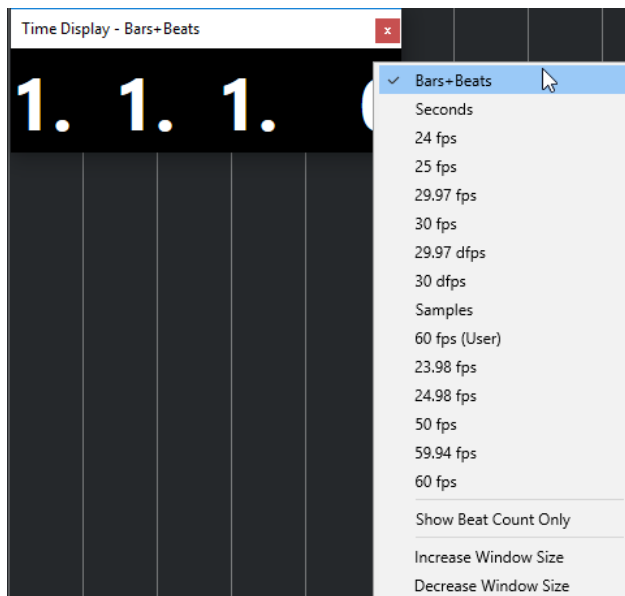 Time Display - Bars+Beats
x
1. 1. 1.
Bars+Beats
Seconds
24 fps
25 fps
29.97 fps
30 fps
29.97 dfps
30 dfps
Samples
60 fps (User)
23.98 fps
24.98 fps
50 fps
59.94 fps
60 fps
Show Beat Count Only
Increase Window Size
Decrease Window Size